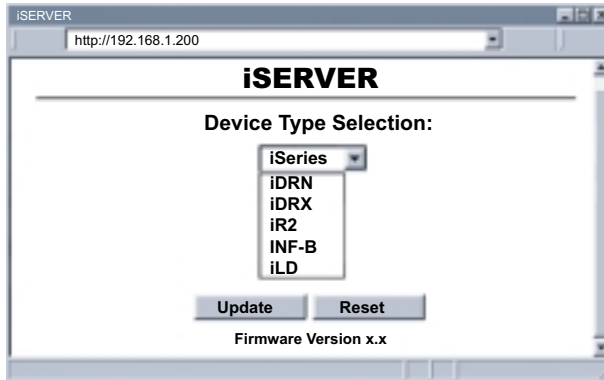 iSERVER
http://192.168.1.200
iSERVER
Device Type Selection:
iSeries
iDRN
iDRX
iR2
INF-B
iLD
Update Reset
Firmware Version x.x